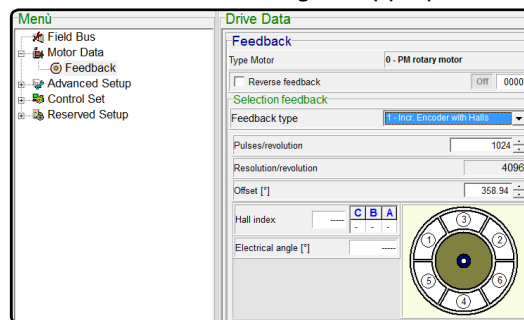 Menù
Field Bus
Motor Data
Feedback
Advanced Setup
Control Set
Reserved Setup
Drive Data
Feedback
Type Motor 0 - PM rotary motor
Reverse feedback Off 0000
Selection feedback
Feedback type 1 - Incr. Encoder with Halls
Pulses/revolution 1024
Resolution/revolution 4096
Offset [°] 358.94
Hall index ----- C B A
- - -
Electrical angle [°] -----
3
1 2
5 6
4